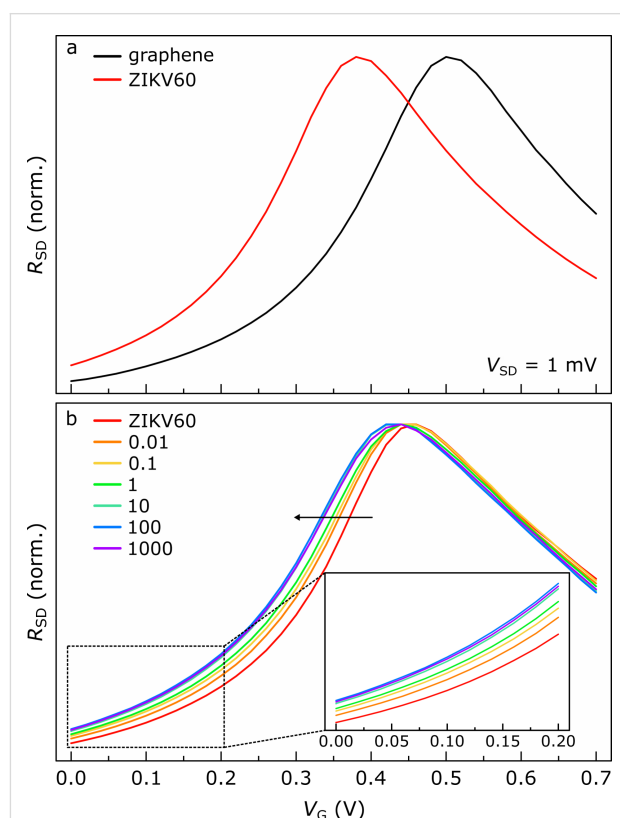 a
graphene
ZIKV60
R_SD (norm.)
V_SD = 1 mV
b
ZIKV60
0.01
0.1
1
10
100
1000
R_SD (norm.)
0.00 0.05 0.10 0.15 0.20
0.0 0.1 0.2 0.3 0.4 0.5 0.6 0.7
V_G (V)